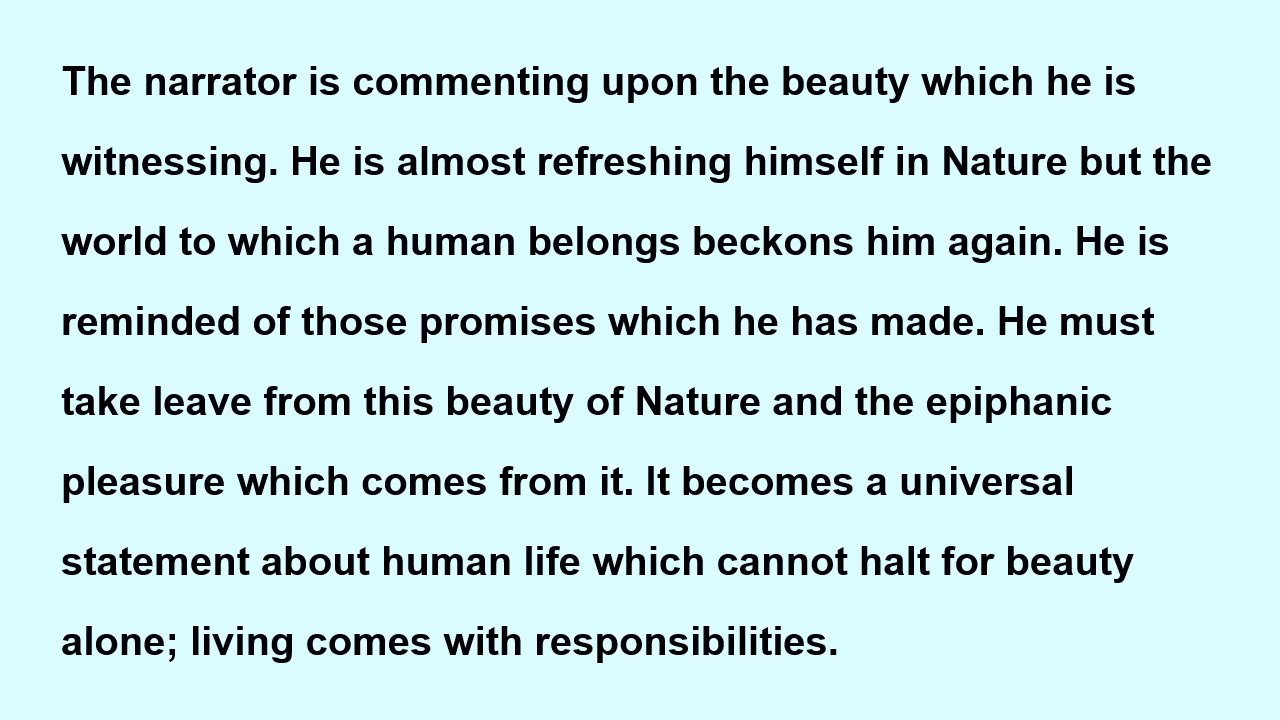 The narrator is commenting upon the beauty which he is
witnessing. He is almost refreshing himself in Nature but the
world to which a human belongs beckons him again. He is
reminded of those promises which he has made. He must
take leave from this beauty of Nature and the epiphanic
pleasure which comes from it. It becomes a universal
statement about human life which cannot halt for beauty
alone; living comes with responsibilities.